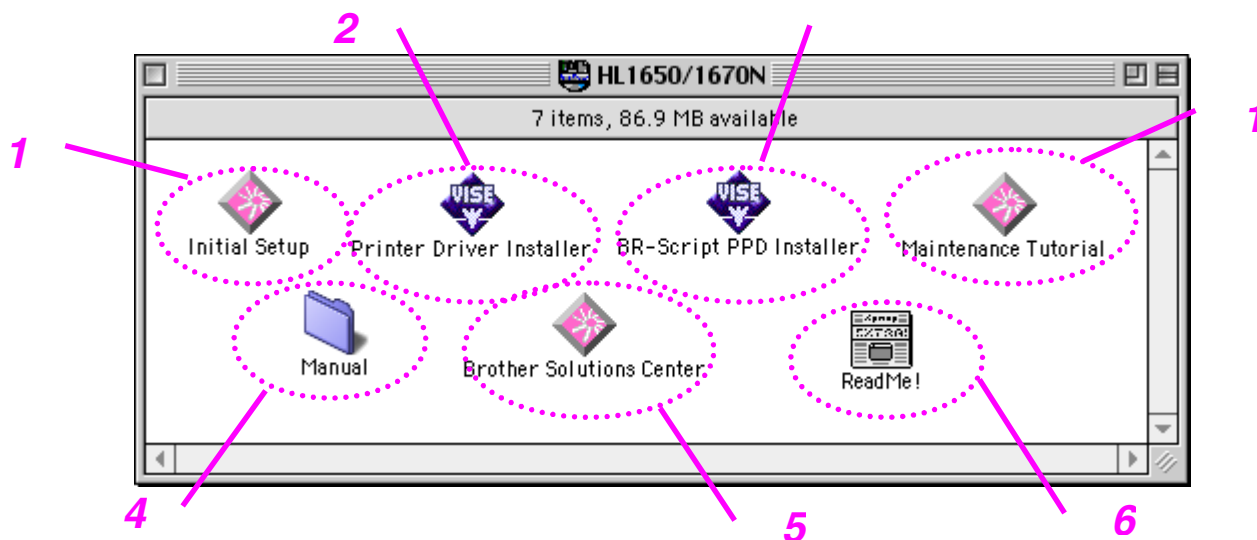 2
HL1650/1670N
7 items, 86.9 MB available
1
1
VISE
VISE
Initial Setup
Printer Driver Installer
BR-Script PPD Installer
Maintenance Tutorial
EXTRA!
Manual
Brother Solutions Center
ReadMe!
4
5
6